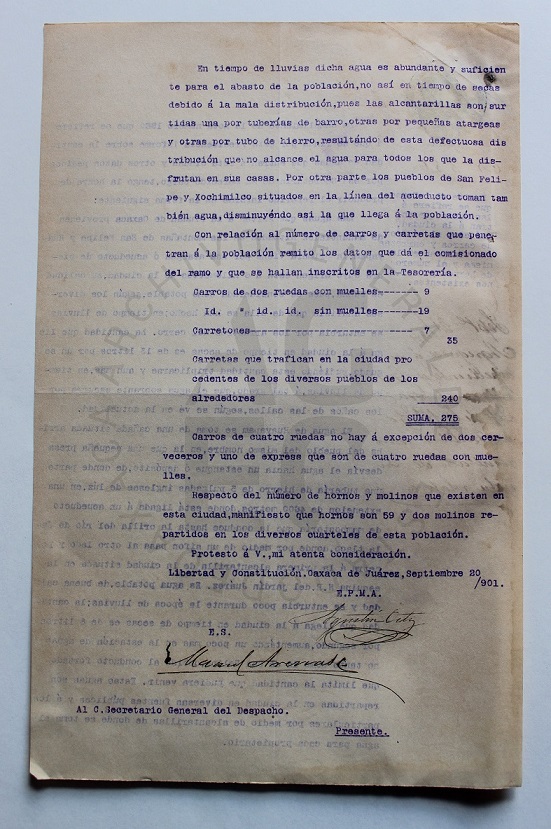 En tiempo de lluvias dicha agua es abundante y suficien
te para el abasto de la población,no así en tiempo de secas
debido á la mala distribución,pues las alcantarillas son sur
tidas una por tuberías de barro,otras por pequeñas atargeas
y otras por tubo de hierro,resultándo de esta defectuosa dis
tribución que no alcance el agua para todos los que la dis-
frutan en sus casas. Por otra parte los pueblos de San Feli-
pe y Xochimilco situados en la línea del acueducto toman tam
bién agua,disminuyéndo asi la que llega á la población.
Con relación al número de carros y carretas que pene-
tran á la población remito los datos que dá el comisionado
del ramo y que se hallan inscritos en la Tesorería.
Carros de dos ruedas con muelles------- 9
Id. " id. id. sin muelles-------19
Carretones--------------------------- 7
35
Carretas que trafican en la ciudad pro
cedentes de los diversos pueblos de los
alrededores 240
SUMA. 275
Carros de cuatro ruedas no hay á excepción de dos cer-
veceros y uno de express que son de cuatro ruedas con mue-
lles.
Respecto del número de hornos y molinos que existen en
esta ciudad,manifiesto que hornos son 59 y dos molinos re-
partidos en los diversos cuarteles de esta población.
Protesto á V.,mi atenta consideración.
Libertad y Constitución.Oaxaca de Juárez,Septiembre 20
/901.
E.P.M.A.
E.S.
Manuel
Al C.Secretario General del Despacho.
Presente.